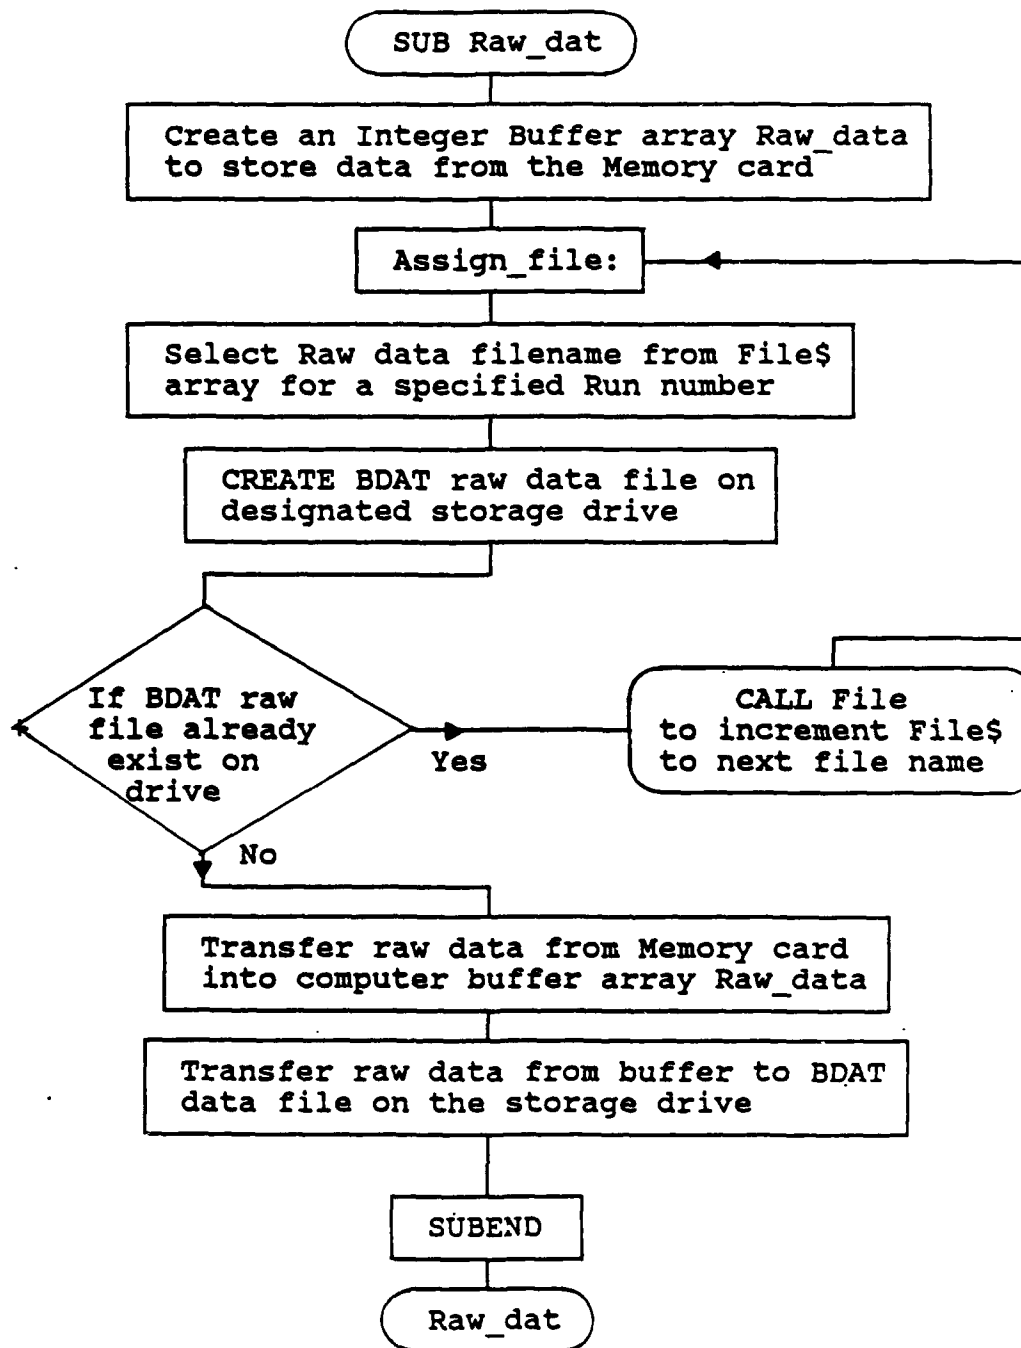 SUB Raw_dat
Create an Integer Buffer array Raw_data
to store data from the Memory card
Assign_file:
Select Raw data filename from File$
array for a specified Run number
CREATE BDAT raw data file on
designated storage drive
If BDAT raw
file already
exist on
drive
Yes
CALL File
to increment File$
to next file name
No
Transfer raw data from Memory card
into computer buffer array Raw_data
Transfer raw data from buffer to BDAT
data file on the storage drive
SUBEND
Raw_dat